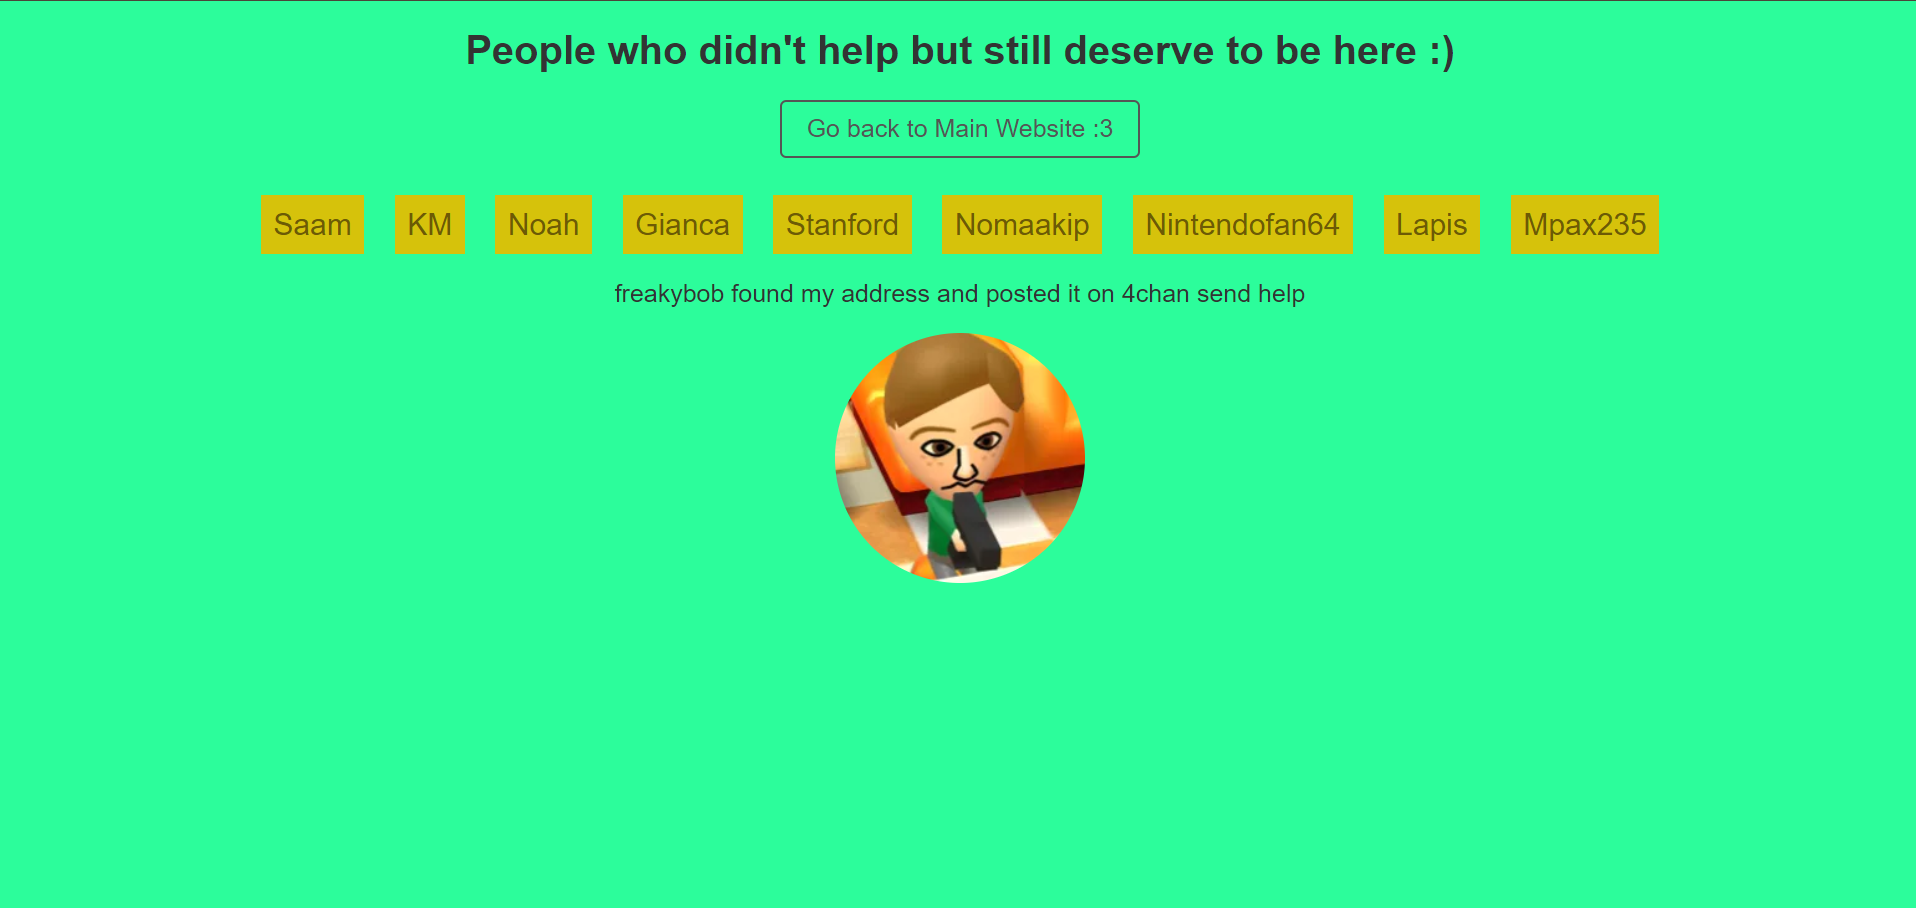 People who didn't help but still deserve to be here :)
Go back to Main Website :3
Saam KM Noah Gianca Stanford Nomaakip Nintendofan64 Lapis Mpax235
freakybob found my address and posted it on 4chan send help